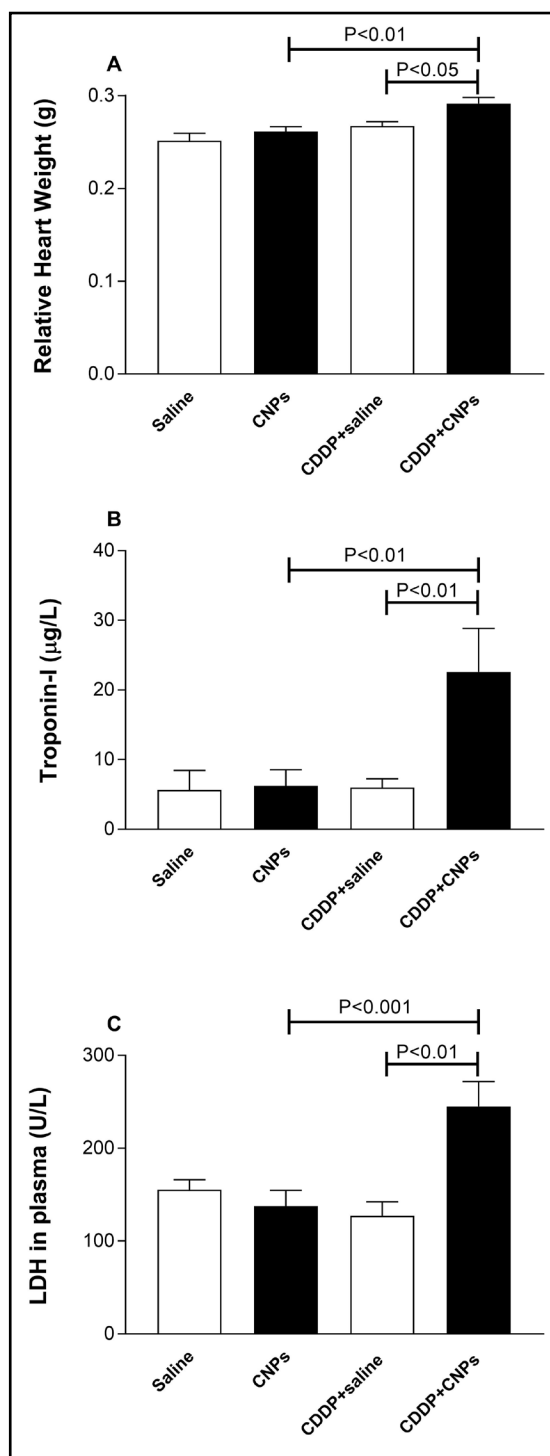 P<0.01
A
P<0.05
Relative Heart Weight (g)
0.3
0.2
0.1
0.0
Saline
CNPs
CDDP+saline
CDDP+CNPs
B
P<0.01
P<0.01
Troponin-I (μg/L)
40
30
20
10
0
Saline
CNPs
CDDP+saline
CDDP+CNPs
C
P<0.001
P<0.01
LDH in plasma (U/L)
300
200
100
0
Saline
CNPs
CDDP+saline
CDDP+CNPs